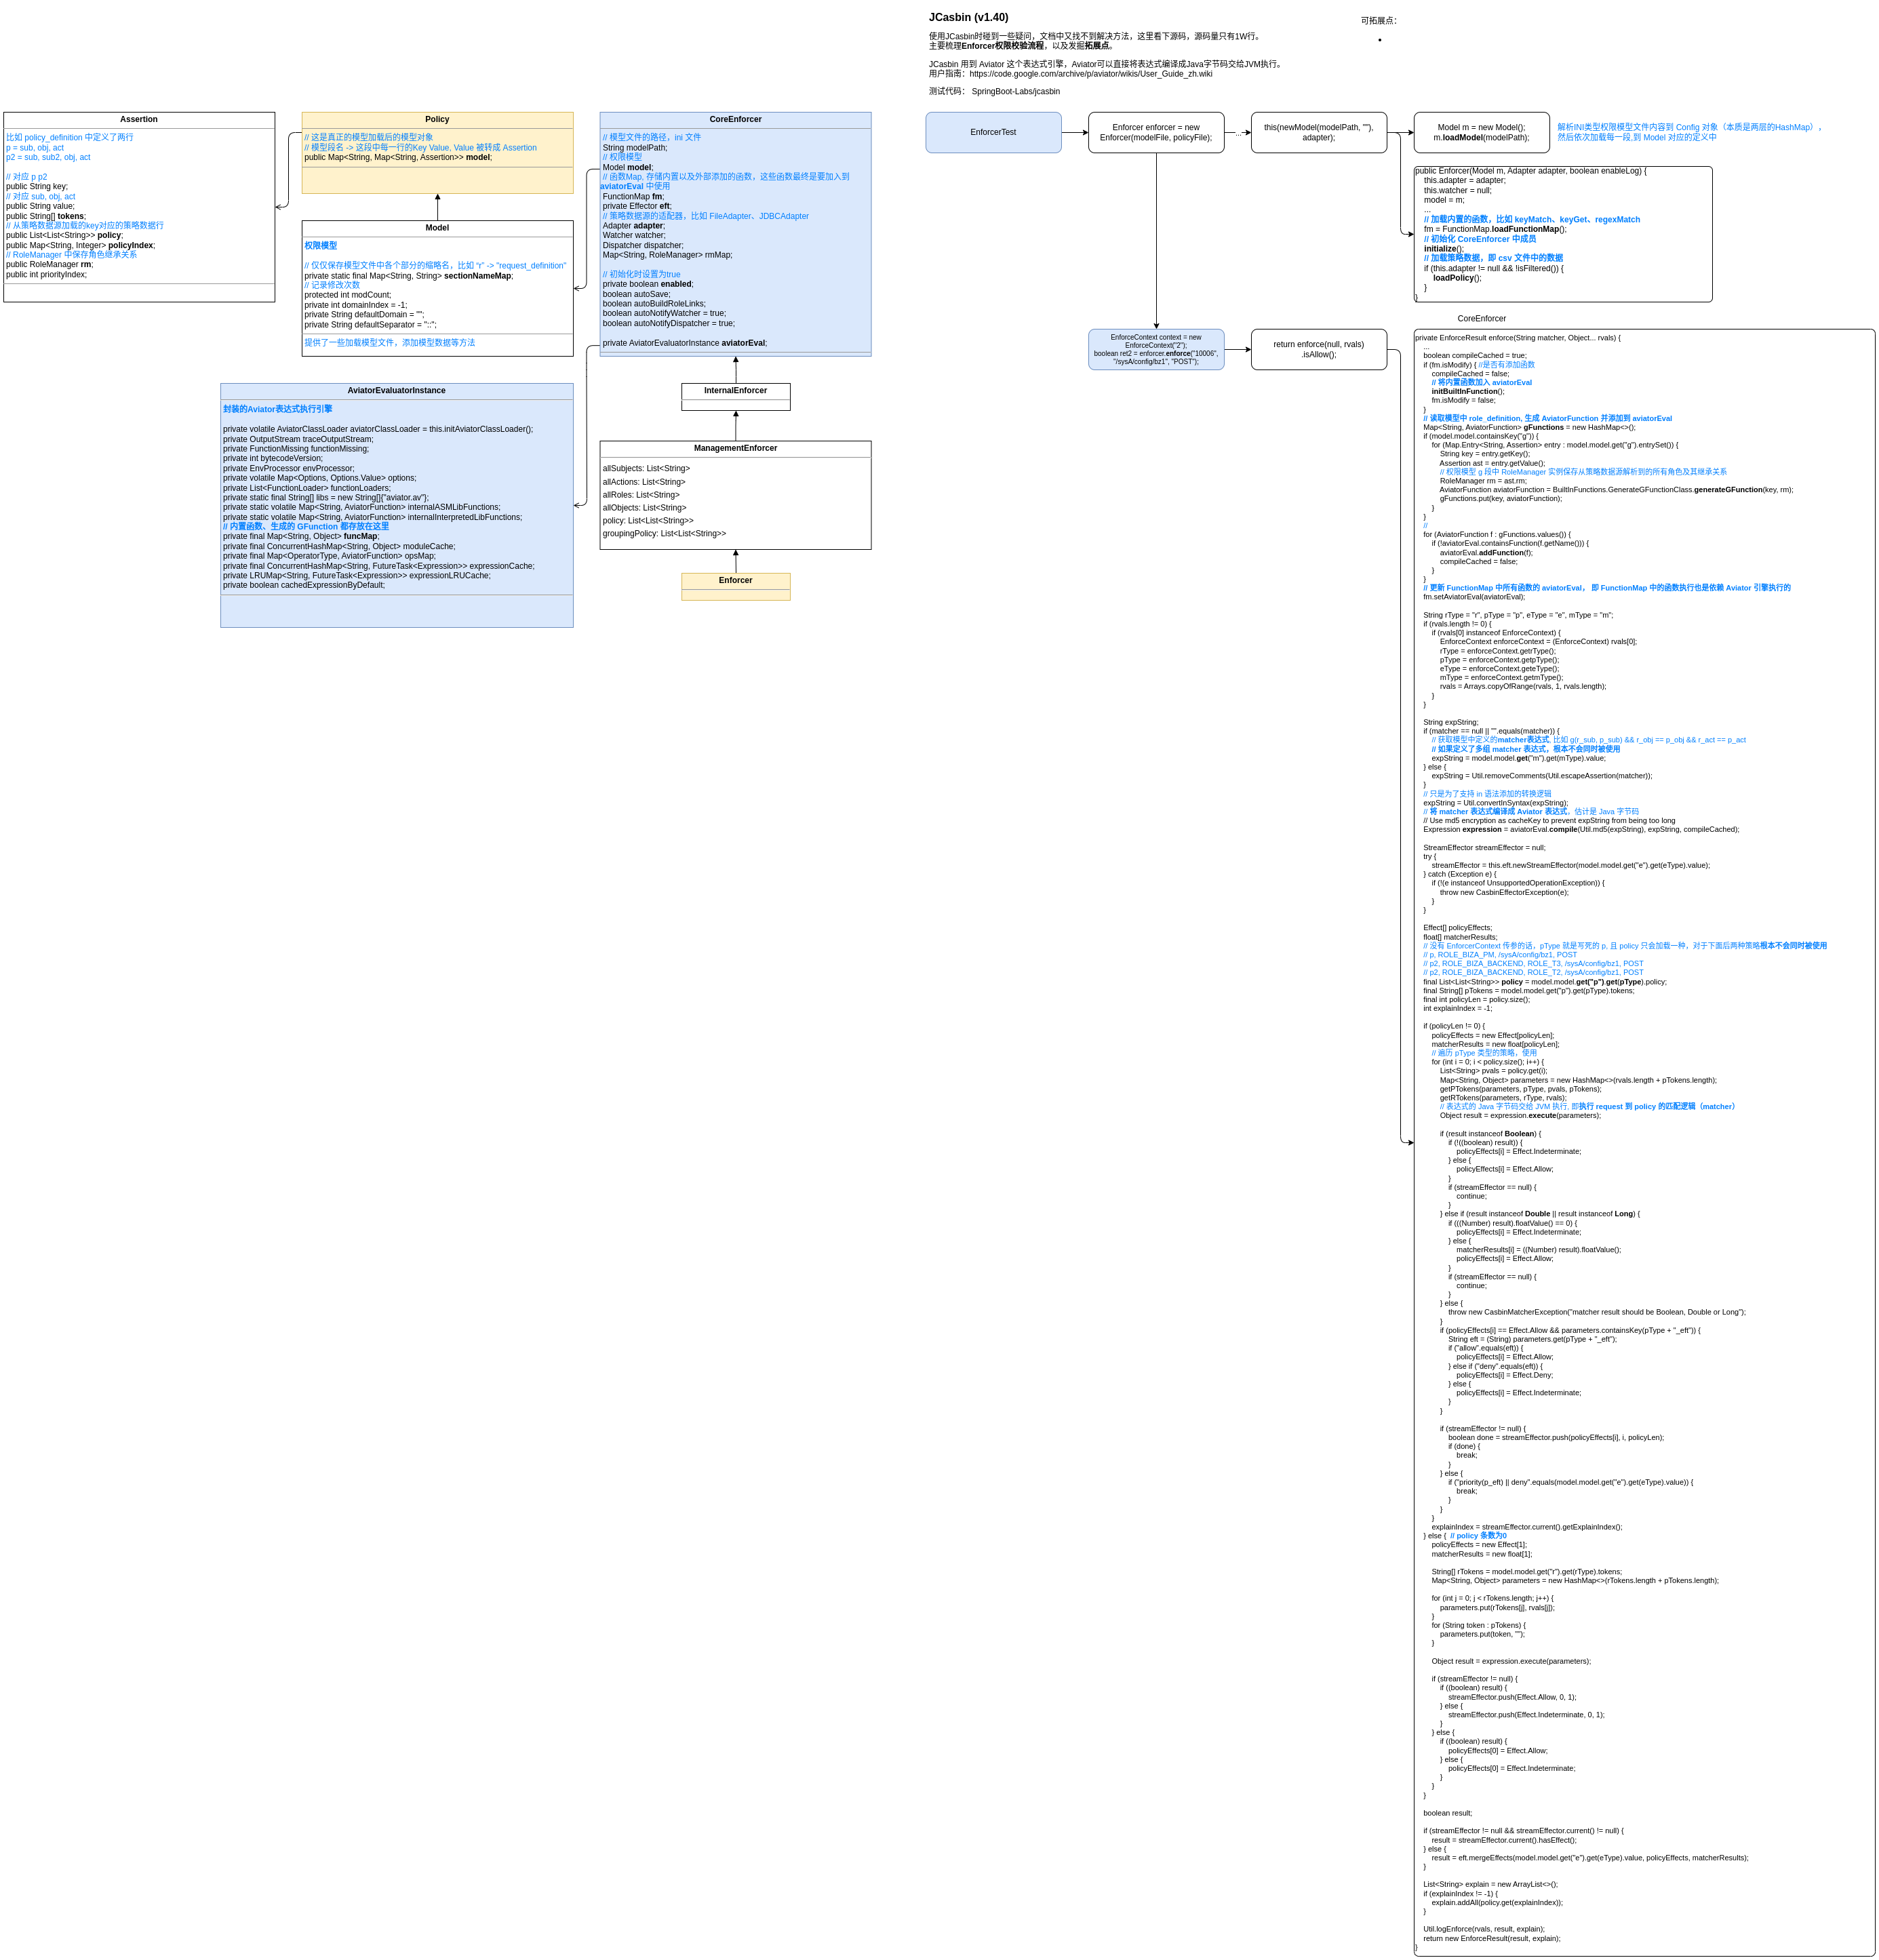 JCasbin (v1.40)
使用JCasbin时碰到一些疑问，文档中又找不到解决方法，这里看下源码，源码量只有1W行。
主要梳理Enforcer权限校验流程，以及发掘拓展点。
JCasbin 用到 Aviator 这个表达式引擎，Aviator可以直接将表达式编译成Java字节码交给JVM执行。
用户指南：https://code.google.com/archive/p/aviator/wikis/User_Guide_zh.wiki
测试代码： SpringBoot-Labs/jcasbin
可拓展点：
•
Assertion
比如 policy_definition 中定义了两行
p = sub, obj, act
p2 = sub, sub2, obj, act
// 对应 p p2
public String key;
// 对应 sub, obj, act
public String value;
public String[] tokens;
// 从策略数据源加载的key对应的策略数据行
public List<List<String>> policy;
public Map<String, Integer> policyIndex;
// RoleManager 中保存角色继承关系
public RoleManager rm;
public int priorityIndex;
Policy
// 这是真正的模型加载后的模型对象
// 模型段名 -> 这段中每一行的Key Value, Value 被转成 Assertion
public Map<String, Map<String, Assertion>> model;
Model
权限模型
// 仅仅保存模型文件中各个部分的缩略名，比如 "r" -> "request_definition"
private static final Map<String, String> sectionNameMap;
// 记录修改次数
protected int modCount;
private int domainIndex = -1;
private String defaultDomain = "";
private String defaultSeparator = "::";
提供了一些加载模型文件，添加模型数据等方法
CoreEnforcer
// 模型文件的路径，ini 文件
String modelPath;
// 权限模型
Model model;
// 函数Map, 存储内置以及外部添加的函数，这些函数最终是要加入到
aviatorEval 中使用
FunctionMap fm;
private Effector eft;
// 策略数据源的适配器，比如 FileAdapter、JDBCAdapter
Adapter adapter;
Watcher watcher;
Dispatcher dispatcher;
Map<String, RoleManager> rmMap;
// 初始化时设置为true
private boolean enabled;
boolean autoSave;
boolean autoBuildRoleLinks;
boolean autoNotifyWatcher = true;
boolean autoNotifyDispatcher = true;
private AviatorEvaluatorInstance aviatorEval;
AviatorEvaluatorInstance
封装的Aviator表达式执行引擎
private volatile AviatorClassLoader aviatorClassLoader = this.initAviatorClassLoader();
private OutputStream traceOutputStream;
private FunctionMissing functionMissing;
private int bytecodeVersion;
private EnvProcessor envProcessor;
private volatile Map<Options, Options.Value> options;
private List<FunctionLoader> functionLoaders;
private static final String[] libs = new String[]{"aviator.av"};
private static volatile Map<String, AviatorFunction> internalASMLibFunctions;
private static volatile Map<String, AviatorFunction> internalInterpretedLibFunctions;
// 内置函数、生成的 GFunction 都存放在这里
private final Map<String, Object> funcMap;
private final ConcurrentHashMap<String, Object> moduleCache;
private final Map<OperatorType, AviatorFunction> opsMap;
private final ConcurrentHashMap<String, FutureTask<Expression>> expressionCache;
private LRUMap<String, FutureTask<Expression>> expressionLRUCache;
private boolean cachedExpressionByDefault;
InternalEnforcer
ManagementEnforcer
allSubjects: List<String>
allActions: List<String>
allRoles: List<String>
allObjects: List<String>
policy: List<List<String>>
groupingPolicy: List<List<String>>
Enforcer
EnforcerTest
Enforcer enforcer = new
Enforcer(modelFile, policyFile);
...
this(newModel(modelPath, ""),
adapter);
Model m = new Model();
m.loadModel(modelPath);
解析INI类型权限模型文件内容到 Config 对象（本质是两层的HashMap），
然后依次加载每一段,到 Model 对应的定义中
public Enforcer(Model m, Adapter adapter, boolean enableLog) {
this.adapter = adapter;
this.watcher = null;
model = m;
...
// 加载内置的函数，比如 keyMatch、keyGet、regexMatch
fm = FunctionMap.loadFunctionMap();
// 初始化 CoreEnforcer 中成员
initialize();
// 加载策略数据，即 csv 文件中的数据
if (this.adapter != null && !isFiltered()) {
loadPolicy();
}
}
EnforceContext context = new
EnforceContext("2");
boolean ret2 = enforcer.enforce("10006",
"/sysA/config/bz1", "POST");
return enforce(null, rvals)
.isAllow();
CoreEnforcer
private EnforceResult enforce(String matcher, Object... rvals) {
...
boolean compileCached = true;
if (fm.isModify) { //是否有添加函数
compileCached = false;
// 将内置函数加入 aviatorEval
initBuiltInFunction();
fm.isModify = false;
}
// 读取模型中 role_definition, 生成 AviatorFunction 并添加到 aviatorEval
Map<String, AviatorFunction> gFunctions = new HashMap<>();
if (model.model.containsKey("g")) {
for (Map.Entry<String, Assertion> entry : model.model.get("g").entrySet()) {
String key = entry.getKey();
Assertion ast = entry.getValue();
// 权限模型 g 段中 RoleManager 实例保存从策略数据源解析到的所有角色及其继承关系
RoleManager rm = ast.rm;
AviatorFunction aviatorFunction = BuiltInFunctions.GenerateGFunctionClass.generateGFunction(key, rm);
gFunctions.put(key, aviatorFunction);
}
}
//
for (AviatorFunction f : gFunctions.values()) {
if (!aviatorEval.containsFunction(f.getName())) {
aviatorEval.addFunction(f);
compileCached = false;
}
}
// 更新 FunctionMap 中所有函数的 aviatorEval， 即 FunctionMap 中的函数执行也是依赖 Aviator 引擎执行的
fm.setAviatorEval(aviatorEval);
String rType = "r", pType = "p", eType = "e", mType = "m";
if (rvals.length != 0) {
if (rvals[0] instanceof EnforceContext) {
EnforceContext enforceContext = (EnforceContext) rvals[0];
rType = enforceContext.getrType();
pType = enforceContext.getpType();
eType = enforceContext.geteType();
mType = enforceContext.getmType();
rvals = Arrays.copyOfRange(rvals, 1, rvals.length);
}
}
String expString;
if (matcher == null || "".equals(matcher)) {
// 获取模型中定义的matcher表达式, 比如 g(r_sub, p_sub) && r_obj == p_obj && r_act == p_act
// 如果定义了多组 matcher 表达式，根本不会同时被使用
expString = model.model.get("m").get(mType).value;
} else {
expString = Util.removeComments(Util.escapeAssertion(matcher));
}
// 只是为了支持 in 语法添加的转换逻辑
expString = Util.convertInSyntax(expString);
// 将 matcher 表达式编译成 Aviator 表达式，估计是 Java 字节码
// Use md5 encryption as cacheKey to prevent expString from being too long
Expression expression = aviatorEval.compile(Util.md5(expString), expString, compileCached);
StreamEffector streamEffector = null;
try {
streamEffector = this.eft.newStreamEffector(model.model.get("e").get(eType).value);
} catch (Exception e) {
if (!(e instanceof UnsupportedOperationException)) {
throw new CasbinEffectorException(e);
}
}
Effect[] policyEffects;
float[] matcherResults;
// 没有 EnforcerContext 传参的话，pType 就是写死的 p, 且 policy 只会加载一种，对于下面后两种策略根本不会同时被使用
// p, ROLE_BIZA_PM, /sysA/config/bz1, POST
// p2, ROLE_BIZA_BACKEND, ROLE_T3, /sysA/config/bz1, POST
// p2, ROLE_BIZA_BACKEND, ROLE_T2, /sysA/config/bz1, POST
final List<List<String>> policy = model.model.get("p").get(pType).policy;
final String[] pTokens = model.model.get("p").get(pType).tokens;
final int policyLen = policy.size();
int explainIndex = -1;
if (policyLen != 0) {
policyEffects = new Effect[policyLen];
matcherResults = new float[policyLen];
// 遍历 pType 类型的策略，使用
for (int i = 0; i < policy.size(); i++) {
List<String> pvals = policy.get(i);
Map<String, Object> parameters = new HashMap<>(rvals.length + pTokens.length);
getPTokens(parameters, pType, pvals, pTokens);
getRTokens(parameters, rType, rvals);
// 表达式的 Java 字节码交给 JVM 执行, 即执行 request 到 policy 的匹配逻辑（matcher）
Object result = expression.execute(parameters);
if (result instanceof Boolean) {
if (!((boolean) result)) {
policyEffects[i] = Effect.Indeterminate;
} else {
policyEffects[i] = Effect.Allow;
}
if (streamEffector == null) {
continue;
}
} else if (result instanceof Double || result instanceof Long) {
if (((Number) result).floatValue() == 0) {
policyEffects[i] = Effect.Indeterminate;
} else {
matcherResults[i] = ((Number) result).floatValue();
policyEffects[i] = Effect.Allow;
}
if (streamEffector == null) {
continue;
}
} else {
throw new CasbinMatcherException("matcher result should be Boolean, Double or Long");
}
if (policyEffects[i] == Effect.Allow && parameters.containsKey(pType + "_eft")) {
String eft = (String) parameters.get(pType + "_eft");
if ("allow".equals(eft)) {
policyEffects[i] = Effect.Allow;
} else if ("deny".equals(eft)) {
policyEffects[i] = Effect.Deny;
} else {
policyEffects[i] = Effect.Indeterminate;
}
}
if (streamEffector != null) {
boolean done = streamEffector.push(policyEffects[i], i, policyLen);
if (done) {
break;
}
} else {
if ("priority(p_eft) || deny".equals(model.model.get("e").get(eType).value)) {
break;
}
}
}
explainIndex = streamEffector.current().getExplainIndex();
} else { // policy 条数为0
policyEffects = new Effect[1];
matcherResults = new float[1];
String[] rTokens = model.model.get("r").get(rType).tokens;
Map<String, Object> parameters = new HashMap<>(rTokens.length + pTokens.length);
for (int j = 0; j < rTokens.length; j++) {
parameters.put(rTokens[j], rvals[j]);
}
for (String token : pTokens) {
parameters.put(token, "");
}
Object result = expression.execute(parameters);
if (streamEffector != null) {
if ((boolean) result) {
streamEffector.push(Effect.Allow, 0, 1);
} else {
streamEffector.push(Effect.Indeterminate, 0, 1);
}
} else {
if ((boolean) result) {
policyEffects[0] = Effect.Allow;
} else {
policyEffects[0] = Effect.Indeterminate;
}
}
}
boolean result;
if (streamEffector != null && streamEffector.current() != null) {
result = streamEffector.current().hasEffect();
} else {
result = eft.mergeEffects(model.model.get("e").get(eType).value, policyEffects, matcherResults);
}
List<String> explain = new ArrayList<>();
if (explainIndex != -1) {
explain.addAll(policy.get(explainIndex));
}
Util.logEnforce(rvals, result, explain);
return new EnforceResult(result, explain);
}